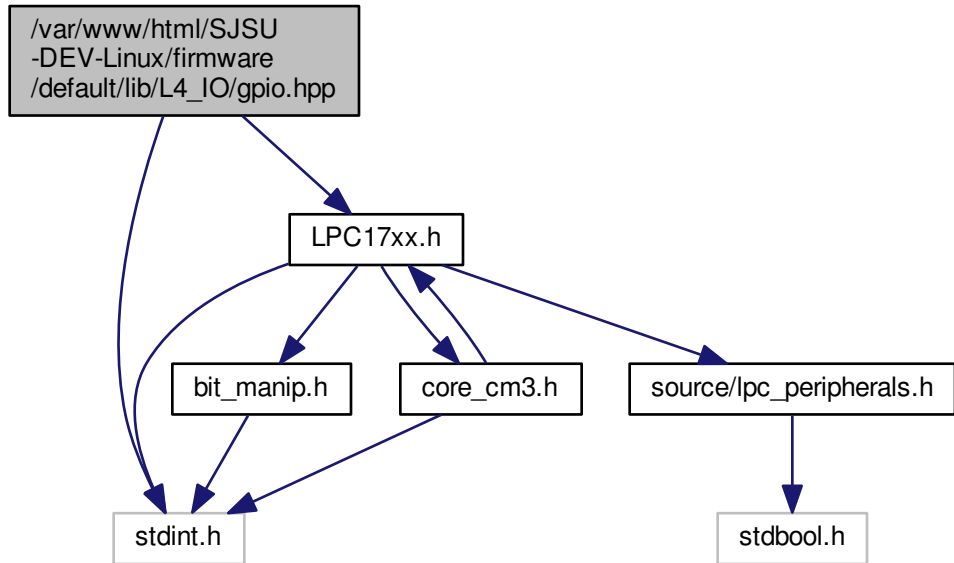 /var/www/html/SJSU
-DEV-Linux/firmware
/default/lib/L4_IO/gpio.hpp
LPC17xx.h
bit_manip.h
core_cm3.h
source/lpc_peripherals.h
stdint.h
stdbool.h